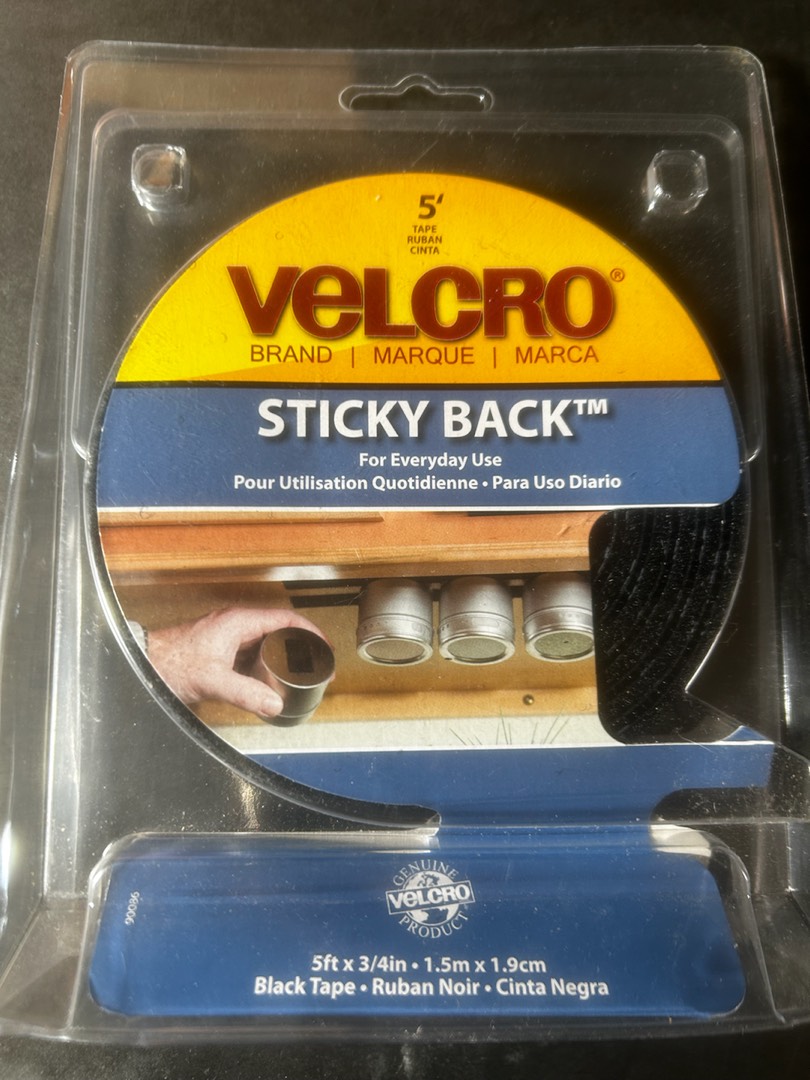 5'
TAPE
RUBAN
CINTA
VELCRO®
BRAND | MARQUE | MARCA
STICKY BACK™
For Everyday Use
Pour Utilisation Quotidienne • Para Uso Diario
90086
GENUINE
VELCRO
PRODUCT
5ft x 3/4in • 1.5m x 1.9cm
Black Tape • Ruban Noir • Cinta Negra